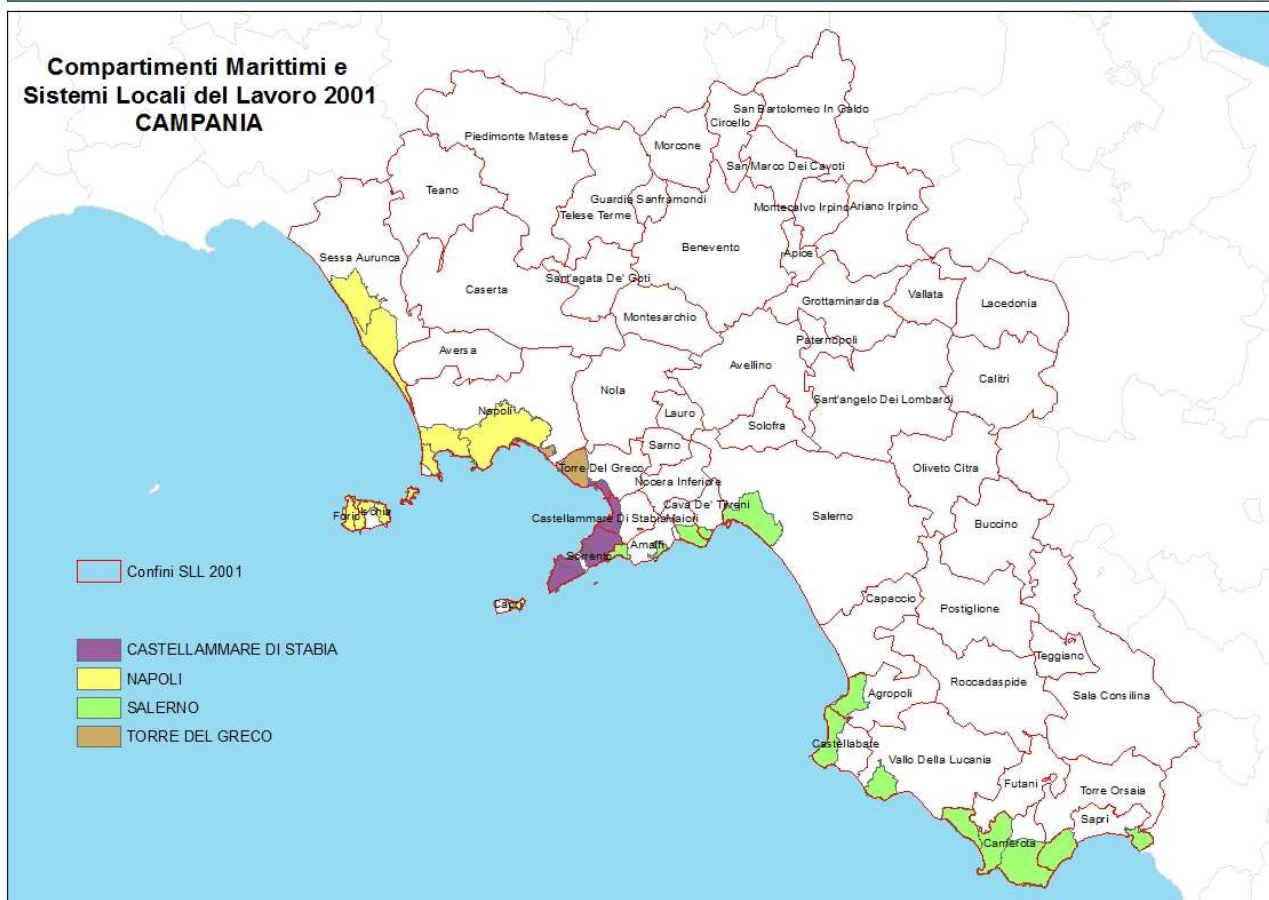 Compartimenti Marittimi e
Sistemi Locali del Lavoro 2001
CAMPANIA
San Bartolomeo In Galdo
Circello
Piedimonte Matese
Morcone
San Marco Dei Cavoti
Teano
Guardia Sanframondi
Telese Terme
Montecalvo Irpino
Ariano Irpino
Benevento
Apice
Sessa Aurunca
Sant'agata De' Goti
Caserta
Grottaminarda
Vallata
Lacedonia
Montesarchio
Paternopoli
Aversa
Avellino
Calitri
Nola
Sant'angelo Dei Lombardi
Napoli
Lauro
Solofra
Sarno
Torre Del Greco
Oliveto Citra
Nocera Inferiore
Cava De' Tirreni
Ischia
Forio
Castellammare Di Stabia
Maiori
Salerno
Buccino
Amalfi
Sorrento
Confini SLL 2001
Capri
Capaccio
Postiglione
CASTELLAMMARE DI STABIA
NAPOLI
SALERNO
TORRE DEL GRECO
Teggiano
Roccadaspide
Agropoli
Sala Consilina
Castellabate
Vallo Della Lucania
Futani
Torre Orsaia
Sapri
Camerota